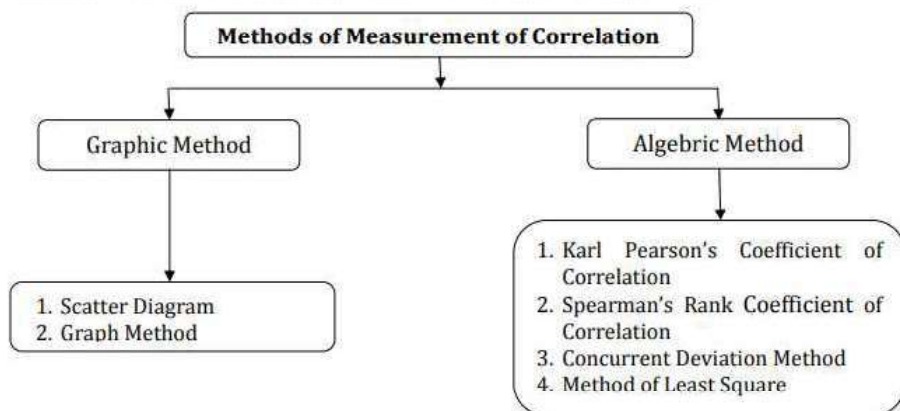 Methods of Measurement of Correlation
Graphic Method
Algebric Method
1. Scatter Diagram
2. Graph Method
1. Karl Pearson's Coefficient of
Correlation
2. Spearman's Rank Coefficient of
Correlation
3. Concurrent Deviation Method
4. Method of Least Square